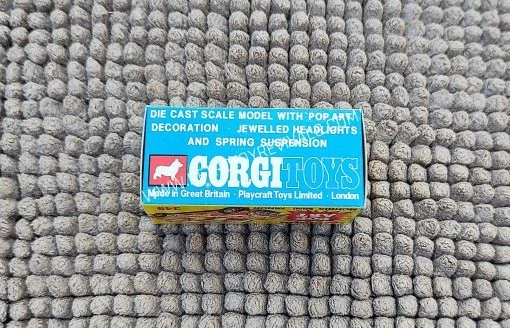 DIE CAST SCALE MODEL WITH 'POP ART'
DECORATION · JEWELLED HEADLIGHTS
AND SPRING SUSPENSION
CORGI TOYS
Made in Great Britain · Playcraft Toys Limited · London